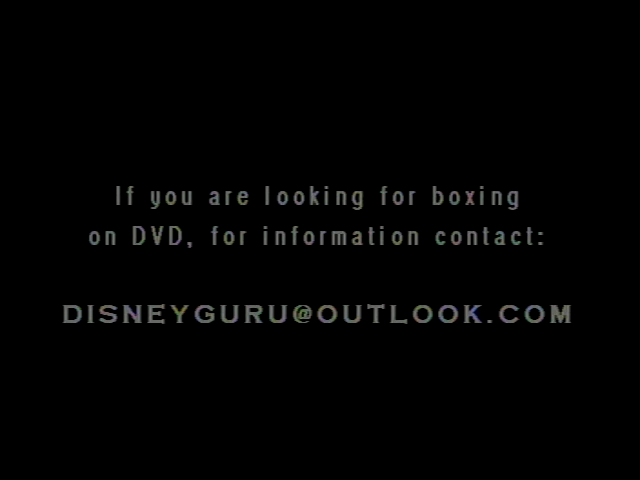 If you are looking for boxing
on DVD, for information contact:
DISNEYGURU@OUTLOOK.COM